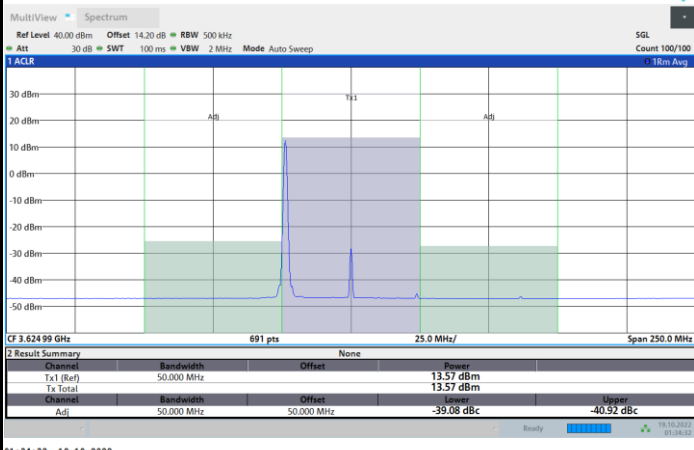 MultiView Spectrum
Ref Level 40.00 dBm Offset 14.20 dB RBW 500 kHz SGL
Att 30 dB SWT 100 ms VBW 2 MHz Mode Auto Sweep Count 100/100
1 ACLR 1Rm Avg
30 dBm
Tx1
20 dBm Adj Adj
10 dBm
0 dBm
-10 dBm
-20 dBm
-30 dBm
-40 dBm
-50 dBm
CF 3.624 99 GHz 691 pts 25.0 MHz/ Span 250.0 MHz
2 Result Summary None
Channel Bandwidth Offset Power
Tx1 (Ref) 50.000 MHz 13.57 dBm
Tx Total 13.57 dBm
Channel Bandwidth Offset Lower Upper
Adj 50.000 MHz 50.000 MHz -39.08 dBc -40.92 dBc
Ready 19.10.2022
01:34:32